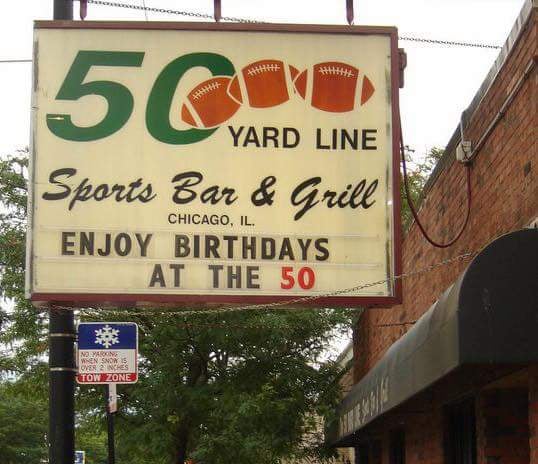 50
YARD LINE
Sports Bar & Grill
CHICAGO, IL.
ENJOY BIRTHDAYS
AT THE 50
NO PARKING
WHEN SNOW IS
OVER 2 INCHES
TOW ZONE